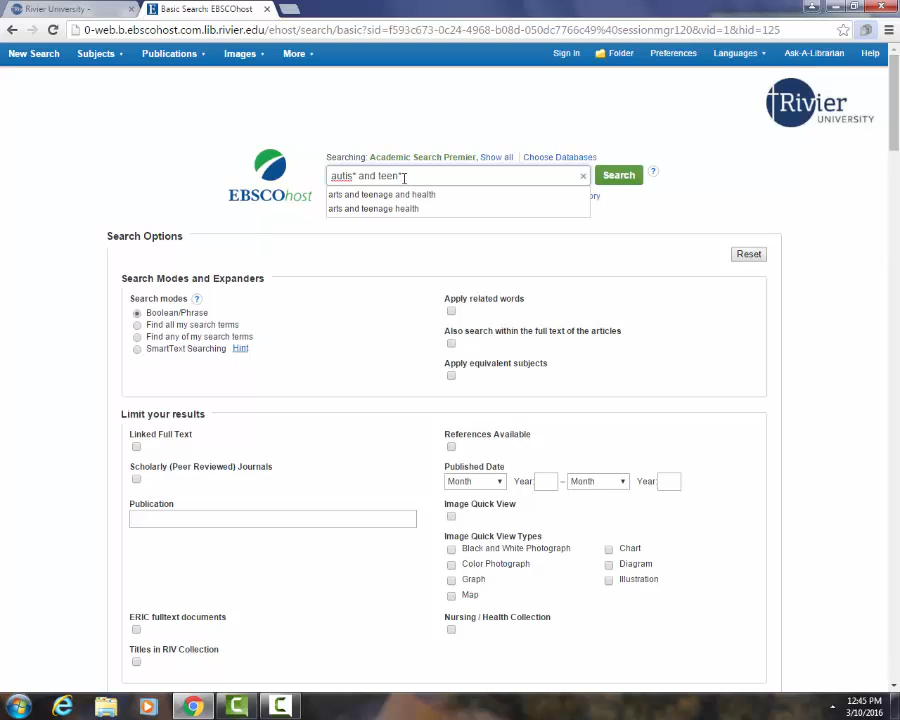 Rivier University -
Basic Search: EBSCOhost
0-web.b.ebscohost.com.lib.rivier.edu/ehost/search/basic?sid=f593c673-0c24-4968-b08d-050dc7766c49%40sessionmgr120&vid=1&hid=125
New Search Subjects Publications Images More Sign In Folder Preferences Languages Ask-A-Librarian Help
Rivier
UNIVERSITY
Searching: Academic Search Premier, Show all Choose Databases
EBSCOhost
autis* and teen* Search ?
arts and teenage and health
ory
arts and teenage health
Search Options
Reset
Search Modes and Expanders
Search modes ?
Boolean/Phrase
Find all my search terms
Find any of my search terms
SmartText Searching Hint
Apply related words
Also search within the full text of the articles
Apply equivalent subjects
Limit your results
Linked Full Text
References Available
Scholarly (Peer Reviewed) Journals
Published Date
Month Year: – Month Year:
Publication
Image Quick View
Image Quick View Types
Black and White Photograph Chart
Color Photograph Diagram
Graph Illustration
Map
ERIC fulltext documents
Nursing / Health Collection
Titles in RIV Collection
12:45 PM
3/10/2016